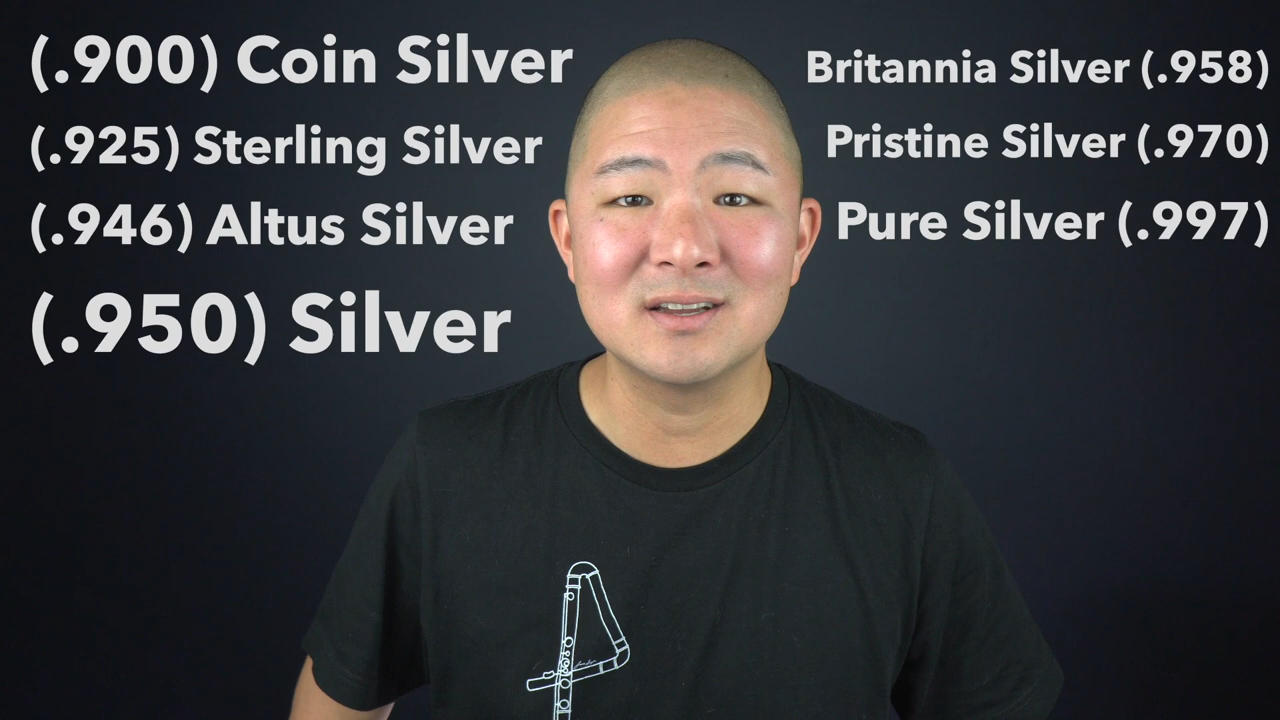 (.900) Coin Silver
(.925) Sterling Silver
(.946) Altus Silver
(.950) Silver
Britannia Silver (.958)
Pristine Silver (.970)
Pure Silver (.997)